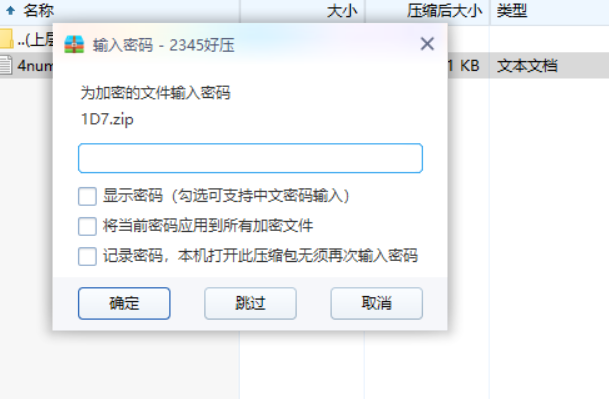 名称 大小 压缩后大小 类型
..(上层
4num 1 KB 文本文档
输入密码 - 2345好压
为加密的文件输入密码
1D7.zip
显示密码（勾选可支持中文密码输入）
将当前密码应用到所有加密文件
记录密码，本机打开此压缩包无须再次输入密码
确定 跳过 取消